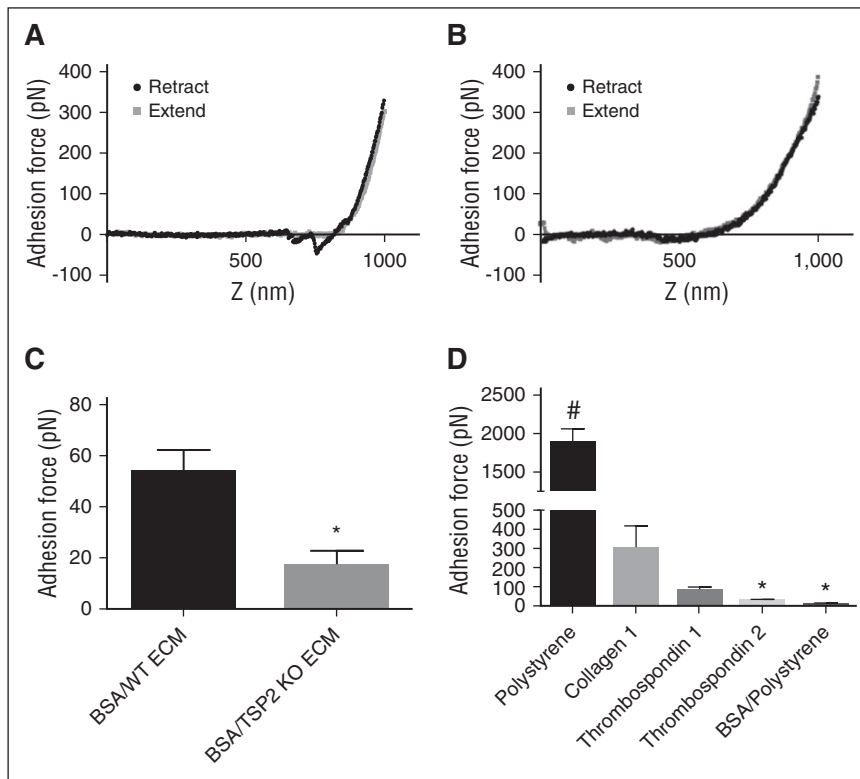 A
400
300
200
100
0
-100
Adhesion force (pN)
Retract
Extend
500
1000
Z (nm)
B
400
300
200
100
0
-100
Adhesion force (pN)
Retract
Extend
500
1,000
Z (nm)
C
80
60
40
20
0
Adhesion force (pN)
*
BSA/WT ECM
BSA/TSP2 KO ECM
D
2500
2000
1500
500
400
300
200
100
0
Adhesion force (pN)
#
*
*
Polystyrene
Collagen 1
Thrombospondin 1
Thrombospondin 2
BSA/Polystyrene